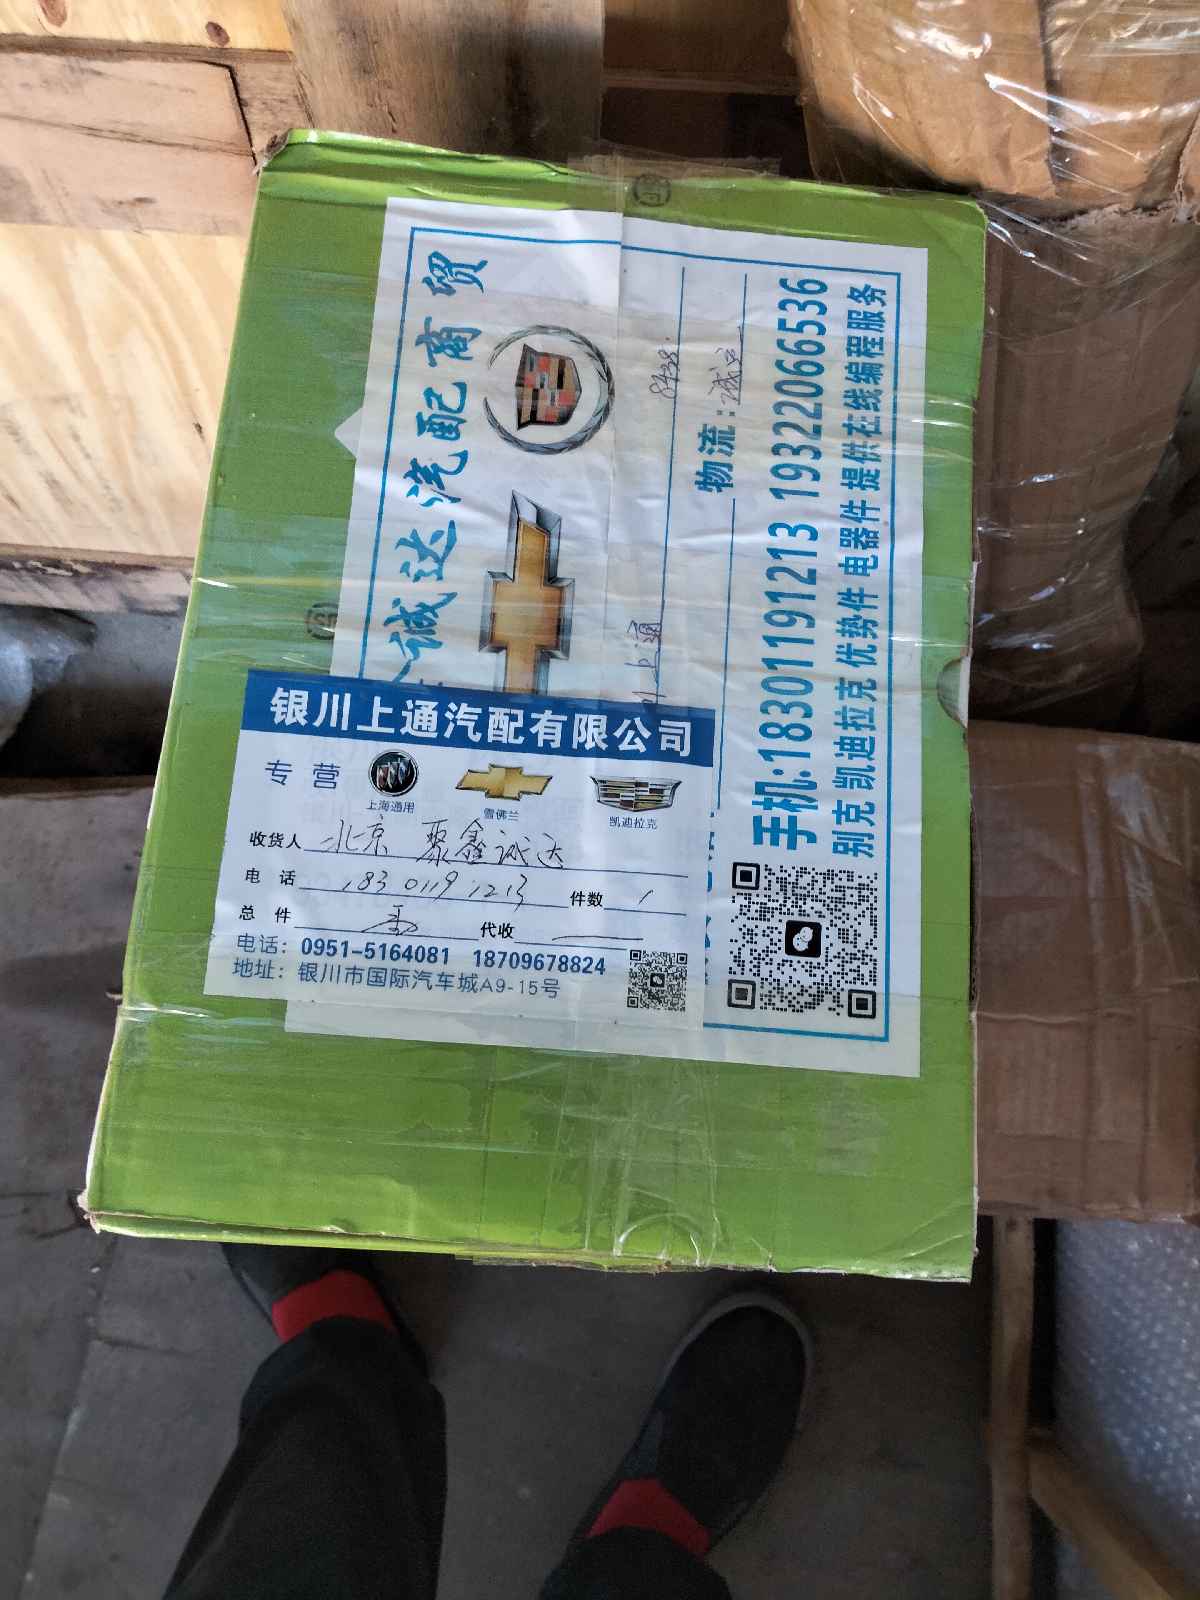 诚达汽配商贸
8438
物流:诚运
上通
手机:18301191213 19322066536
别克 凯迪拉克 优势件 电器件 提供在线编程服务
银川上通汽配有限公司
专 营
上海通用 雪佛兰 凯迪拉克
收货人 北京 聚鑫诚达
电 话 18301191213 件数 1
总 件 代收
电话: 0951-5164081 18709678824
地址: 银川市国际汽车城A9-15号